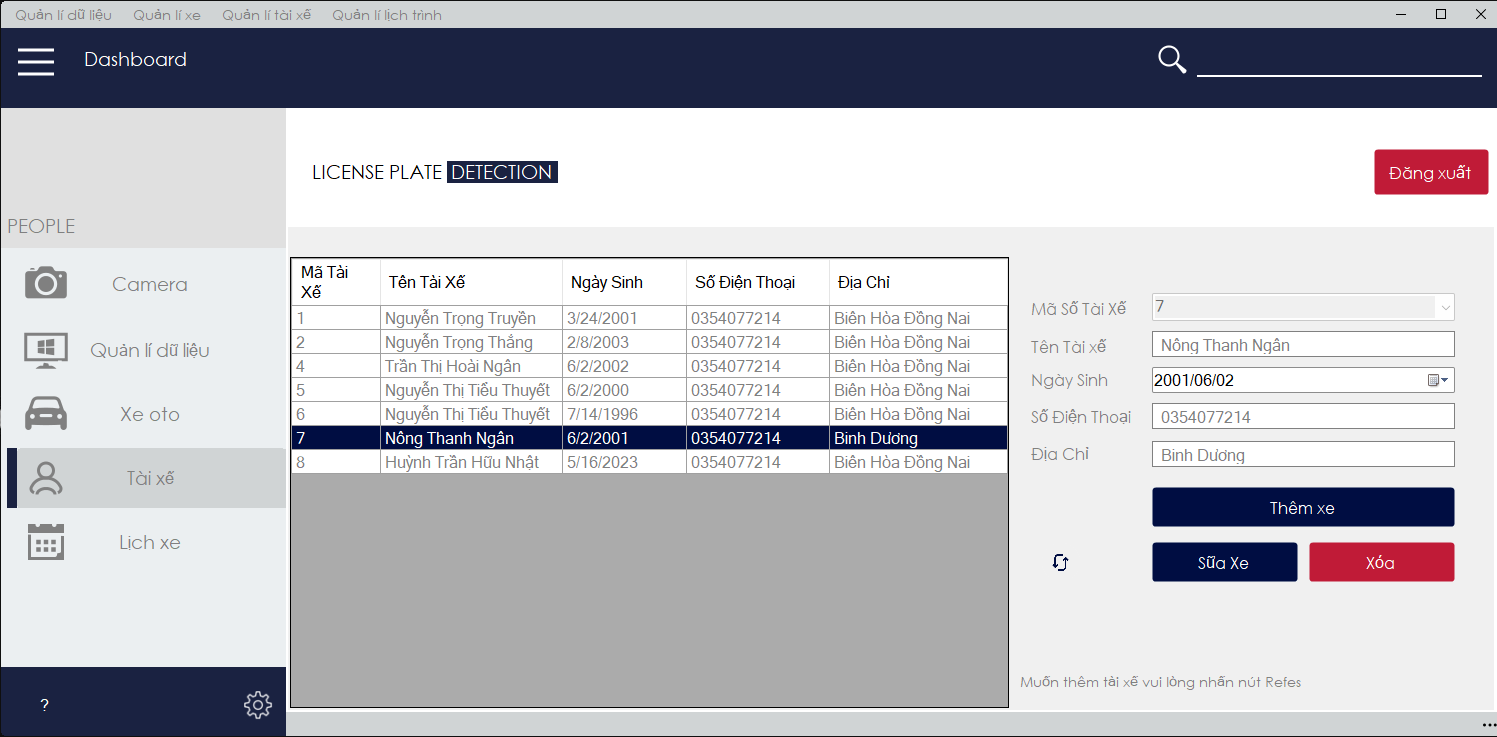 Quản lí dữ liệu Quản lí xe Quản lí tài xế Quản lí lịch trình
Dashboard
LICENSE PLATE DETECTION
Đăng xuất
PEOPLE
Camera
Quản lí dữ liệu
Xe oto
Tài xế
Lịch xe
?
Mã Tài Xế Tên Tài Xế Ngày Sinh Số Điện Thoại Địa Chỉ
1 Nguyễn Trọng Truyền 3/24/2001 0354077214 Biên Hòa Đồng Nai
2 Nguyễn Trọng Thắng 2/8/2003 0354077214 Biên Hòa Đồng Nai
4 Trần Thị Hoài Ngân 6/2/2002 0354077214 Biên Hòa Đồng Nai
5 Nguyễn Thị Tiểu Thuyết 6/2/2000 0354077214 Biên Hòa Đồng Nai
6 Nguyễn Thị Tiểu Thuyết 7/14/1996 0354077214 Biên Hòa Đồng Nai
7 Nông Thanh Ngân 6/2/2001 0354077214 Binh Dương
8 Huỳnh Trần Hữu Nhật 5/16/2023 0354077214 Biên Hòa Đồng Nai
Mã Số Tài Xế 7
Tên Tài xế Nông Thanh Ngân
Ngày Sinh 2001/06/02
Số Điện Thoại 0354077214
Địa Chỉ Binh Dương
Thêm xe
Sữa Xe Xóa
Muốn thêm tài xế vui lòng nhấn nút Refes